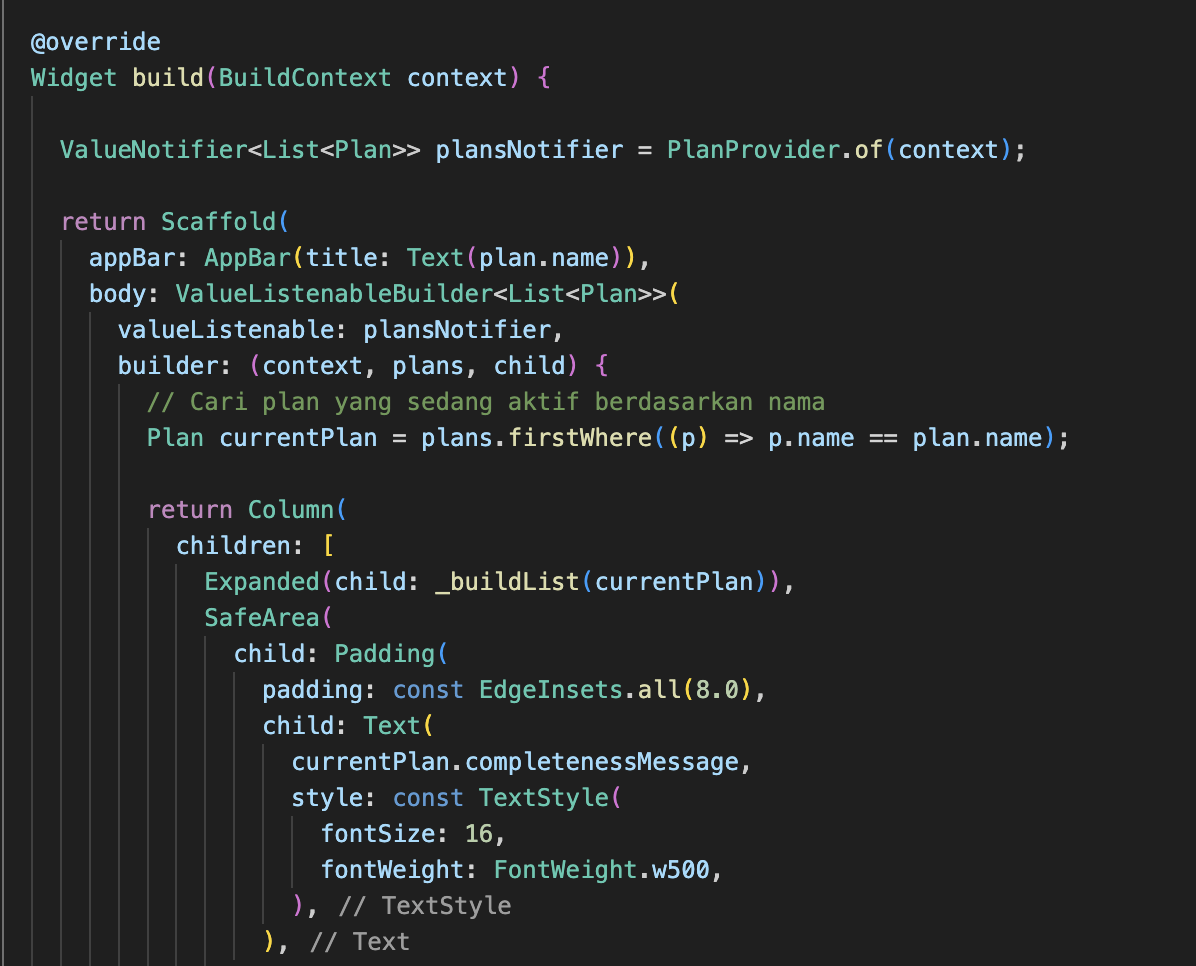 @override
Widget build(BuildContext context) {
ValueNotifier<List<Plan>> plansNotifier = PlanProvider.of(context);
return Scaffold(
appBar: AppBar(title: Text(plan.name)),
body: ValueListenableBuilder<List<Plan>>(
valueListenable: plansNotifier,
builder: (context, plans, child) {
// Cari plan yang sedang aktif berdasarkan nama
Plan currentPlan = plans.firstWhere((p) => p.name == plan.name);
return Column(
children: [
Expanded(child: _buildList(currentPlan)),
SafeArea(
child: Padding(
padding: const EdgeInsets.all(8.0),
child: Text(
currentPlan.completenessMessage,
style: const TextStyle(
fontSize: 16,
fontWeight: FontWeight.w500,
), // TextStyle
), // Text